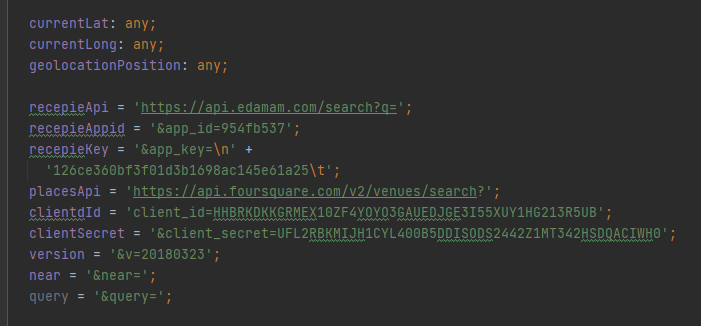 currentLat: any;
currentLong: any;
geolocationPosition: any;
recepieApi = 'https://api.edamam.com/search?q=';
recepieAppid = '&app_id=954fb537';
recepieKey = '&app_key=\n' +
'126ce360bf3f01d3b1698ac145e61a25\t';
placesApi = 'https://api.foursquare.com/v2/venues/search?';
clientdId = 'client_id=HHBRKDKKGRMEX10ZF4YOYO3GAUEDJGE3I55XUY1HG213R5UB';
clientSecret = '&client_secret=UFL2RBKMIJH1CYL400B5DDISODS2442Z1MT342HSDQACIWH0';
version = '&v=20180323';
near = '&near=';
query = '&query=';